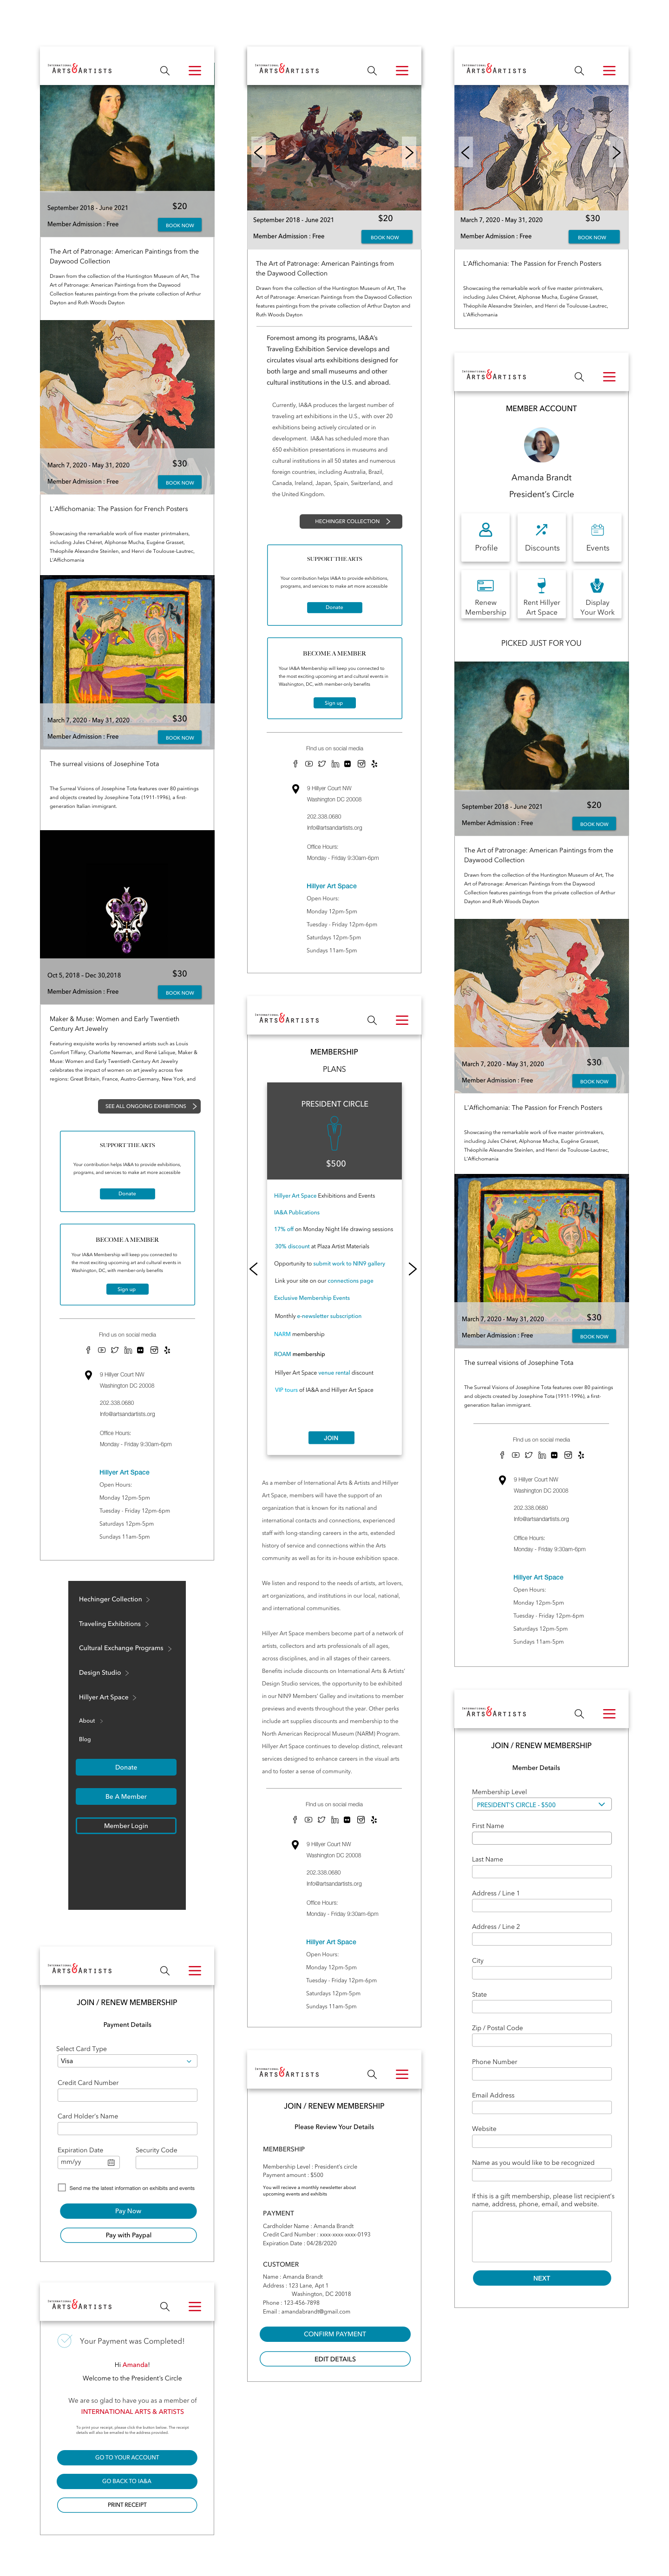 INTERNATIONAL
ARTS&ARTISTS
September 2018 - June 2021
$20
Member Admission : Free
BOOK NOW
The Art of Patronage: American Paintings from the
Daywood Collection
Drawn from the collection of the Huntington Museum of Art, The
Art of Patronage: American Paintings from the Daywood
Collection features paintings from the private collection of Arthur
Dayton and Ruth Woods Dayton
March 7, 2020 - May 31, 2020
$30
Member Admission : Free
BOOK NOW
L'Affichomania: The Passion for French Posters
Showcasing the remarkable work of five master printmakers,
including Jules Chéret, Alphonse Mucha, Eugène Grasset,
Théophile Alexandre Steinlen, and Henri de Toulouse-Lautrec,
L'Affichomania
March 7, 2020 - May 31, 2020
$30
Member Admission : Free
BOOK NOW
The surreal visions of Josephine Tota
The Surreal Visions of Josephine Tota features over 80 paintings
and objects created by Josephine Tota (1911-1996), a first-
generation Italian immigrant.
Oct 5, 2018 - Dec 30,2018
$30
Member Admission : Free
BOOK NOW
Maker & Muse: Women and Early Twentieth
Century Art Jewelry
Featuring exquisite works by renowned artists such as Louis
Comfort Tiffany, Charlotte Newman, and René Lalique, Maker &
Muse: Women and Early Twentieth Century Art Jewelry
celebrates the impact of women on art jewelry across five
regions: Great Britain, France, Austro-Germany, New York, and
SEE ALL ONGOING EXHIBITIONS
SUPPORT THE ARTS
Your contribution helps IA&A to provide exhibitions,
programs, and services to make art more accessible
Donate
BECOME A MEMBER
Your IA&A Membership will keep you connected to
the most exciting upcoming art and cultural events in
Washington, DC, with member-only benefits
Sign up
Find us on social media
9 Hillyer Court NW
Washington DC 20008
202.338.0680
Info@artsandartists.org
Office Hours:
Monday - Friday 9:30am-6pm
Hillyer Art Space
Open Hours:
Monday 12pm-5pm
Tuesday - Friday 12pm-6pm
Saturdays 12pm-5pm
Sundays 11am-5pm
Hechinger Collection
Traveling Exhibitions
Cultural Exchange Programs
Design Studio
Hillyer Art Space
About
Blog
Donate
Be A Member
Member Login
INTERNATIONAL
ARTS&ARTISTS
JOIN / RENEW MEMBERSHIP
Payment Details
Select Card Type
Visa
Credit Card Number
Card Holder's Name
Expiration Date
Security Code
mm/yy
Send me the latest information on exhibits and events
Pay Now
Pay with Paypal
INTERNATIONAL
ARTS&ARTISTS
Your Payment was Completed!
Hi Amanda!
Welcome to the President's Circle
We are so glad to have you as a member of
INTERNATIONAL ARTS & ARTISTS
To print your receipt, please click the button below. The receipt
details will also be emailed to the address provided.
GO TO YOUR ACCOUNT
GO BACK TO IA&A
PRINT RECEIPT
INTERNATIONAL
ARTS&ARTISTS
September 2018 - June 2021
$20
Member Admission : Free
BOOK NOW
The Art of Patronage: American Paintings from
the Daywood Collection
Drawn from the collection of the Huntington Museum of Art, The
Art of Patronage: American Paintings from the Daywood Collection
features paintings from the private collection of Arthur Dayton and
Ruth Woods Dayton
Foremost among its programs, IA&A's
Traveling Exhibition Service develops and
circulates visual arts exhibitions designed for
both large and small museums and other
cultural institutions in the U.S. and abroad.
Currently, IA&A produces the largest number of
traveling art exhibitions in the U.S., with over 20
exhibitions being actively circulated or in
development. IA&A has scheduled more than
650 exhibition presentations in museums and
cultural institutions in all 50 states and numerous
foreign countries, including Australia, Brazil,
Canada, Ireland, Japan, Spain, Switzerland, and
the United Kingdom.
HECHINGER COLLECTION
SUPPORT THE ARTS
Your contribution helps IA&A to provide exhibitions,
programs, and services to make art more accessible
Donate
BECOME A MEMBER
Your IA&A Membership will keep you connected to
the most exciting upcoming art and cultural events in
Washington, DC, with member-only benefits
Sign up
Find us on social media
9 Hillyer Court NW
Washington DC 20008
202.338.0680
Info@artsandartists.org
Office Hours:
Monday - Friday 9:30am-6pm
Hillyer Art Space
Open Hours:
Monday 12pm-5pm
Tuesday - Friday 12pm-6pm
Saturdays 12pm-5pm
Sundays 11am-5pm
INTERNATIONAL
ARTS&ARTISTS
MEMBERSHIP
PLANS
PRESIDENT CIRCLE
$500
Hillyer Art Space Exhibitions and Events
IA&A Publications
17% off on Monday Night life drawing sessions
30% discount at Plaza Artist Materials
Opportunity to submit work to NIN9 gallery
Link your site on our connections page
Exclusive Membership Events
Monthly e-newsletter subscription
NARM membership
ROAM membership
Hillyer Art Space venue rental discount
VIP tours of IA&A and Hillyer Art Space
JOIN
As a member of International Arts & Artists and Hillyer
Art Space, members will have the support of an
organization that is known for its national and
international contacts and connections, experienced
staff with long-standing careers in the arts, extended
history of service and connections within the Arts
community as well as for its in-house exhibition space.
We listen and respond to the needs of artists, art lovers,
art organizations, and institutions in our local, national,
and international communities.
Hillyer Art Space members become part of a network of
artists, collectors and arts professionals of all ages,
across disciplines, and in all stages of their careers.
Benefits include discounts on International Arts & Artists'
Design Studio services, the opportunity to be exhibited
in our NIN9 Members' Galley and invitations to member
previews and events throughout the year. Other perks
include art supplies discounts and membership to the
North American Reciprocal Museum (NARM) Program.
Hillyer Art Space continues to develop distinct, relevant
services designed to enhance careers in the visual arts
and to foster a sense of community.
Find us on social media
9 Hillyer Court NW
Washington DC 20008
202.338.0680
Info@artsandartists.org
Office Hours:
Monday - Friday 9:30am-6pm
Hillyer Art Space
Open Hours:
Monday 12pm-5pm
Tuesday - Friday 12pm-6pm
Saturdays 12pm-5pm
Sundays 11am-5pm
INTERNATIONAL
ARTS&ARTISTS
JOIN / RENEW MEMBERSHIP
Please Review Your Details
MEMBERSHIP
Membership Level : President's circle
Payment amount : $500
You will recieve a monthly newsletter about
upcoming events and exhibits
PAYMENT
Cardholder Name : Amanda Brandt
Credit Card Number : xxxx-xxxx-xxxx-0193
Expiration Date : 04/28/2020
CUSTOMER
Name : Amanda Brandt
Address : 123 Lane, Apt 1
Washington, DC 20018
Phone : 123-456-7898
Email : amandabrandt@gmail.com
CONFIRM PAYMENT
EDIT DETAILS
INTERNATIONAL
ARTS&ARTISTS
March 7, 2020 - May 31, 2020
$30
Member Admission : Free
BOOK NOW
L'Affichomania: The Passion for French Posters
Showcasing the remarkable work of five master printmakers,
including Jules Chéret, Alphonse Mucha, Eugène Grasset,
Théophile Alexandre Steinlen, and Henri de Toulouse-Lautrec,
L'Affichomania
INTERNATIONAL
ARTS&ARTISTS
MEMBER ACCOUNT
Amanda Brandt
President's Circle
Profile
Discounts
Events
Renew
Membership
Rent Hillyer
Art Space
Display
Your Work
PICKED JUST FOR YOU
September 2018 - June 2021
$20
Member Admission : Free
BOOK NOW
The Art of Patronage: American Paintings from the
Daywood Collection
Drawn from the collection of the Huntington Museum of Art, The
Art of Patronage: American Paintings from the Daywood
Collection features paintings from the private collection of Arthur
Dayton and Ruth Woods Dayton
March 7, 2020 - May 31, 2020
$30
Member Admission : Free
BOOK NOW
L'Affichomania: The Passion for French Posters
Showcasing the remarkable work of five master printmakers,
including Jules Chéret, Alphonse Mucha, Eugène Grasset,
Théophile Alexandre Steinlen, and Henri de Toulouse-Lautrec,
L'Affichomania
March 7, 2020 - May 31, 2020
$30
Member Admission : Free
BOOK NOW
The surreal visions of Josephine Tota
The Surreal Visions of Josephine Tota features over 80 paintings
and objects created by Josephine Tota (1911-1996), a first-
generation Italian immigrant.
Find us on social media
9 Hillyer Court NW
Washington DC 20008
202.338.0680
Info@artsandartists.org
Office Hours:
Monday - Friday 9:30am-6pm
Hillyer Art Space
Open Hours:
Monday 12pm-5pm
Tuesday - Friday 12pm-6pm
Saturdays 12pm-5pm
Sundays 11am-5pm
INTERNATIONAL
ARTS&ARTISTS
JOIN / RENEW MEMBERSHIP
Member Details
Membership Level
PRESIDENT'S CIRCLE - $500
First Name
Last Name
Address / Line 1
Address / Line 2
City
State
Zip / Postal Code
Phone Number
Email Address
Website
Name as you would like to be recognized
If this is a gift membership, please list recipient's
name, address, phone, email, and website.
NEXT